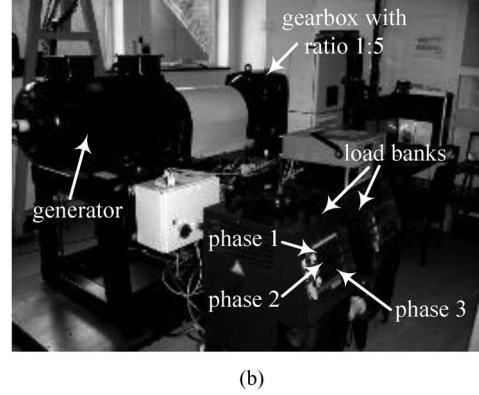 gearbox with
ratio 1:5
load banks
generator
phase 1
phase 2
phase 3
(b)